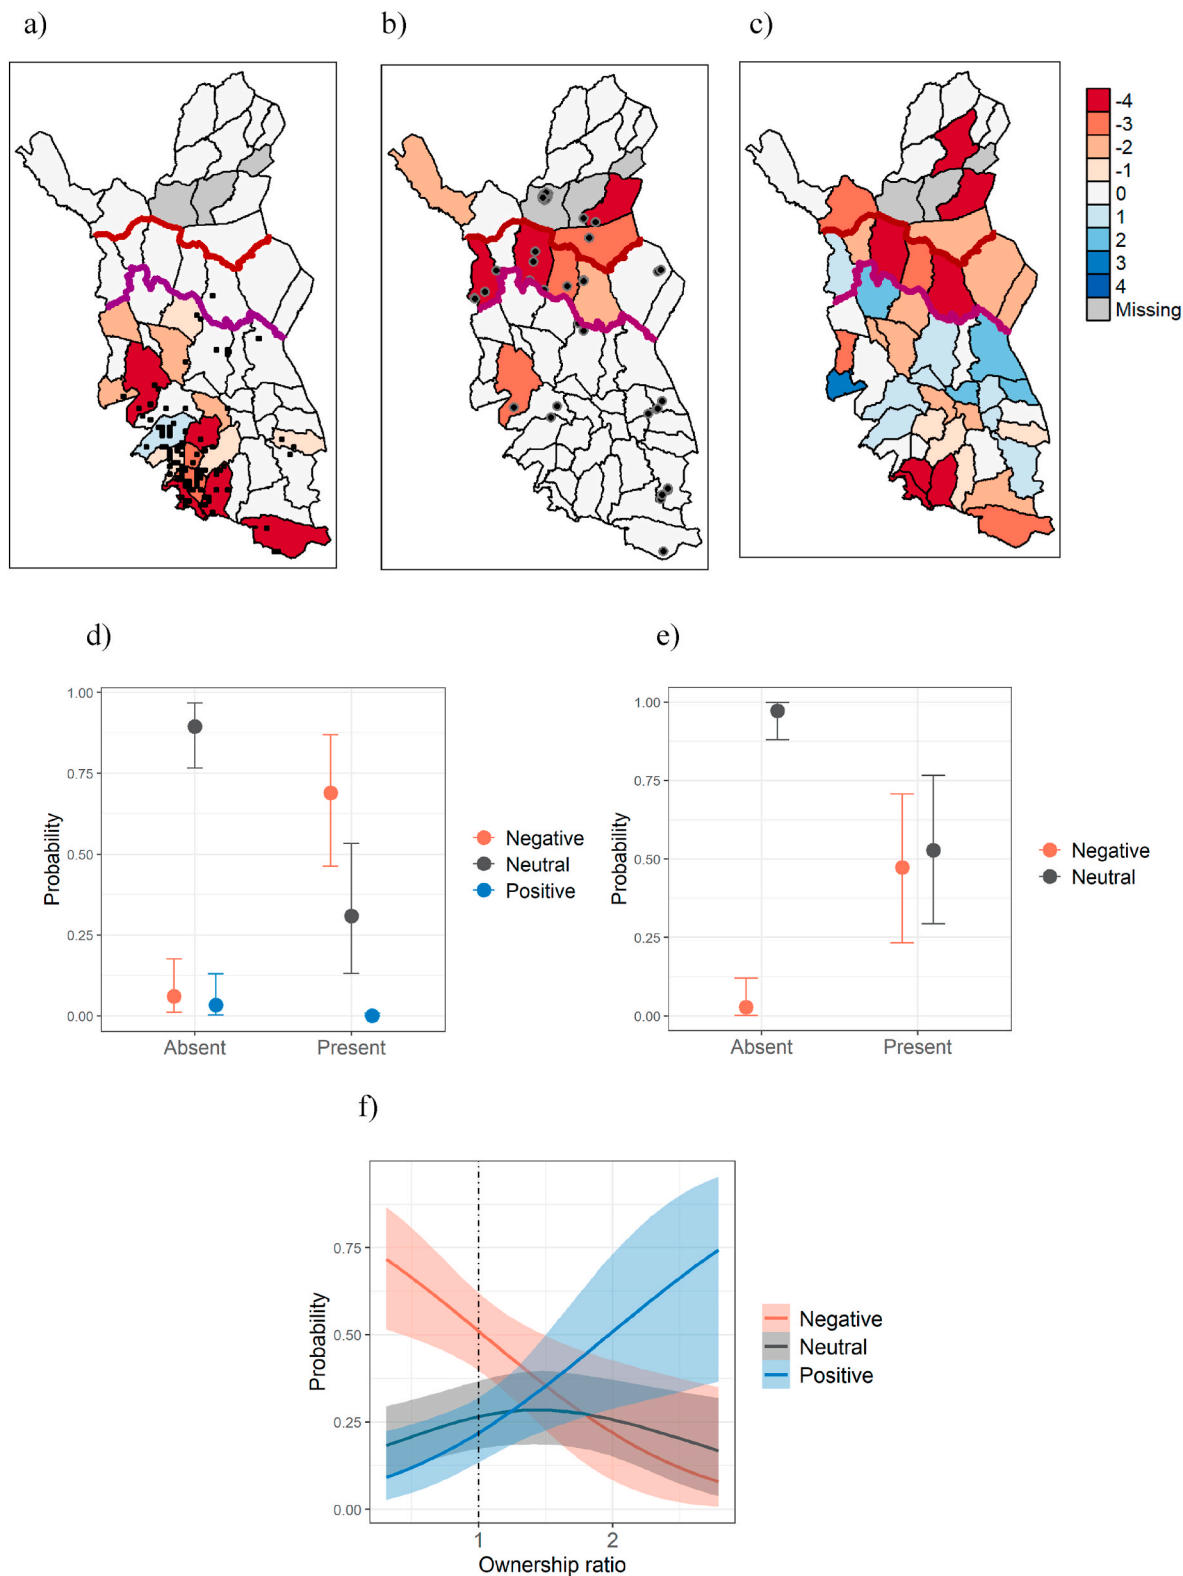 a)
b)
c)
-4
-3
-2
-1
0
1
2
3
4
Missing
d)
e)
1.00
0.75
0.50
0.25
0.00
Probability
Absent
Present
Negative
Neutral
Positive
1.00
0.75
0.50
0.25
0.00
Probability
Absent
Present
Negative
Neutral
f)
0.75
0.50
0.25
0.00
Probability
1
2
Ownership ratio
Negative
Neutral
Positive